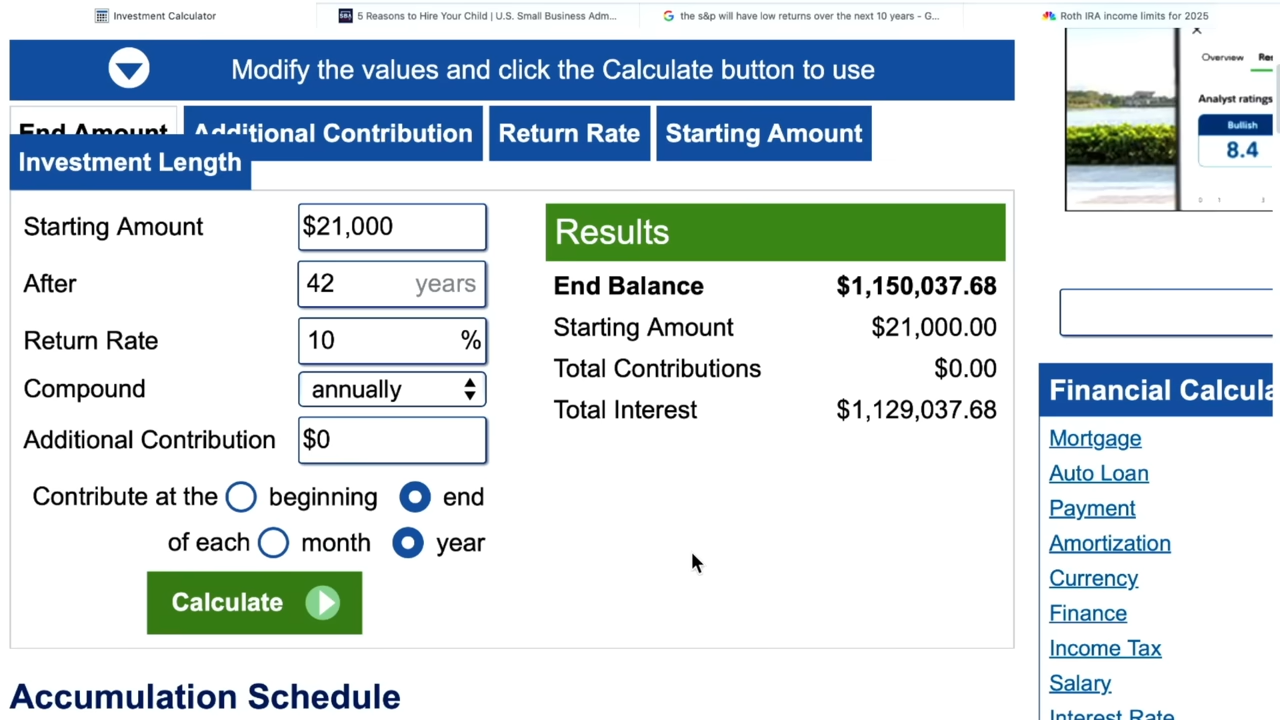 Investment Calculator
5 Reasons to Hire Your Child | U.S. Small Business Adm...
the s&p will have low returns over the next 10 years - G...
Roth IRA income limits for 2025
Modify the values and click the Calculate button to use
End Amount
Additional Contribution
Return Rate
Starting Amount
Investment Length
Starting Amount
$21,000
After
42 years
Return Rate
10 %
Compound
annually
Additional Contribution
$0
Contribute at the beginning end
of each month year
Calculate
Results
End Balance $1,150,037.68
Starting Amount $21,000.00
Total Contributions $0.00
Total Interest $1,129,037.68
Accumulation Schedule
Overview
Analyst ratings
Bullish
8.4
Financial Calcula
Mortgage
Auto Loan
Payment
Amortization
Currency
Finance
Income Tax
Salary
Interest Rate